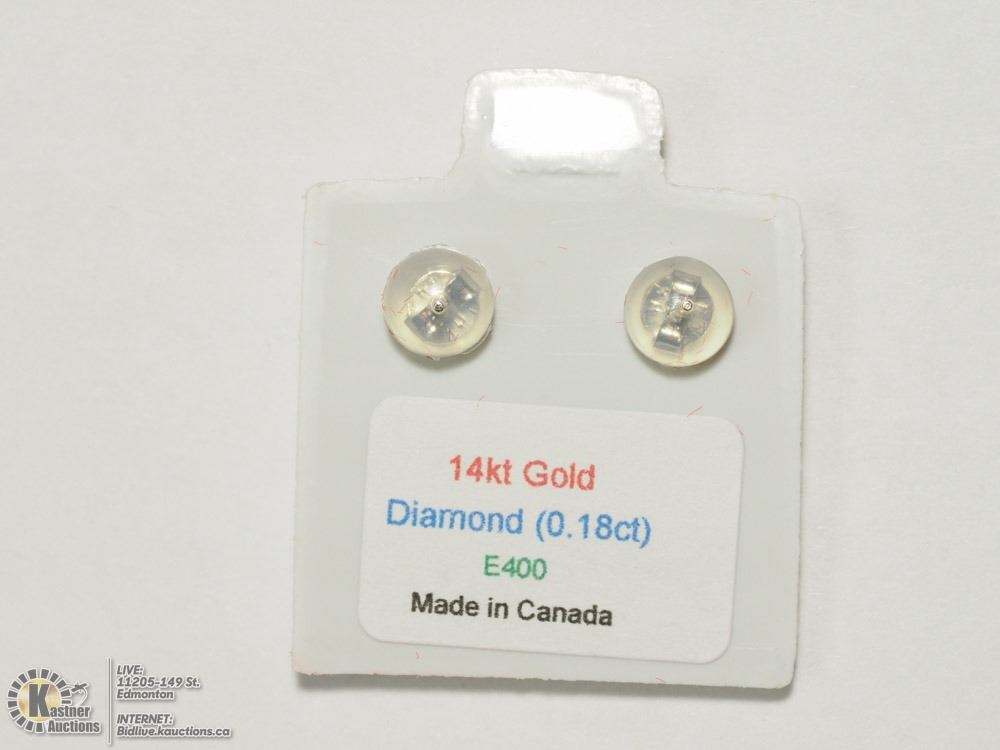 14kt Gold
Diamond (0.18ct)
E400
Made in Canada
Kastner
Auctions
LIVE:
11205-149 St.
Edmonton
INTERNET:
Bidlive.kauctions.ca